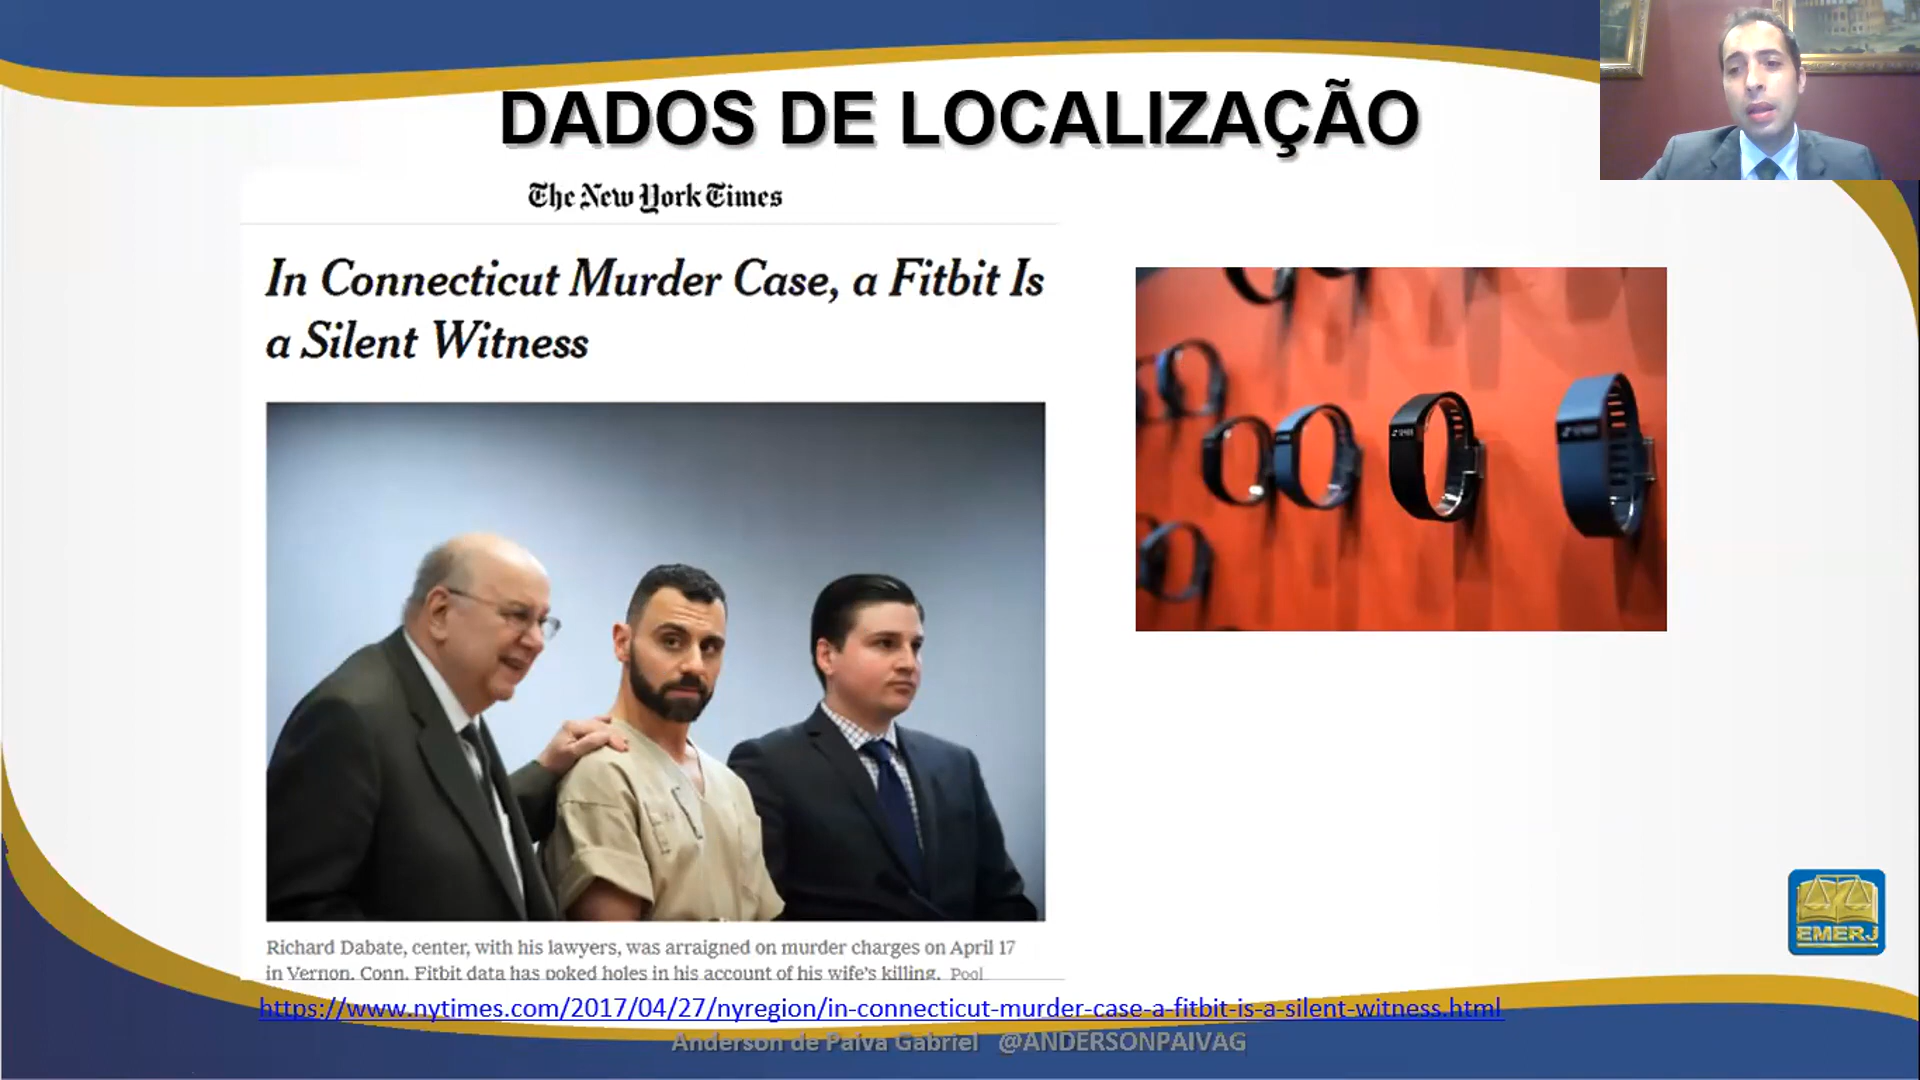 DADOS DE LOCALIZAÇÃO
The New York Times
In Connecticut Murder Case, a Fitbit Is
a Silent Witness
Richard Dabate, center, with his lawyers, was arraigned on murder charges on April 17
in Vernon, Conn. Fitbit data has poked holes in his account of his wife's killing. Pool
EMERJ
https://www.nytimes.com/2017/04/27/nyregion/in-connecticut-murder-case-a-fitbit-is-a-silent-witness.html
Anderson de Paiva Gabriel @ANDERSONPAIVAG